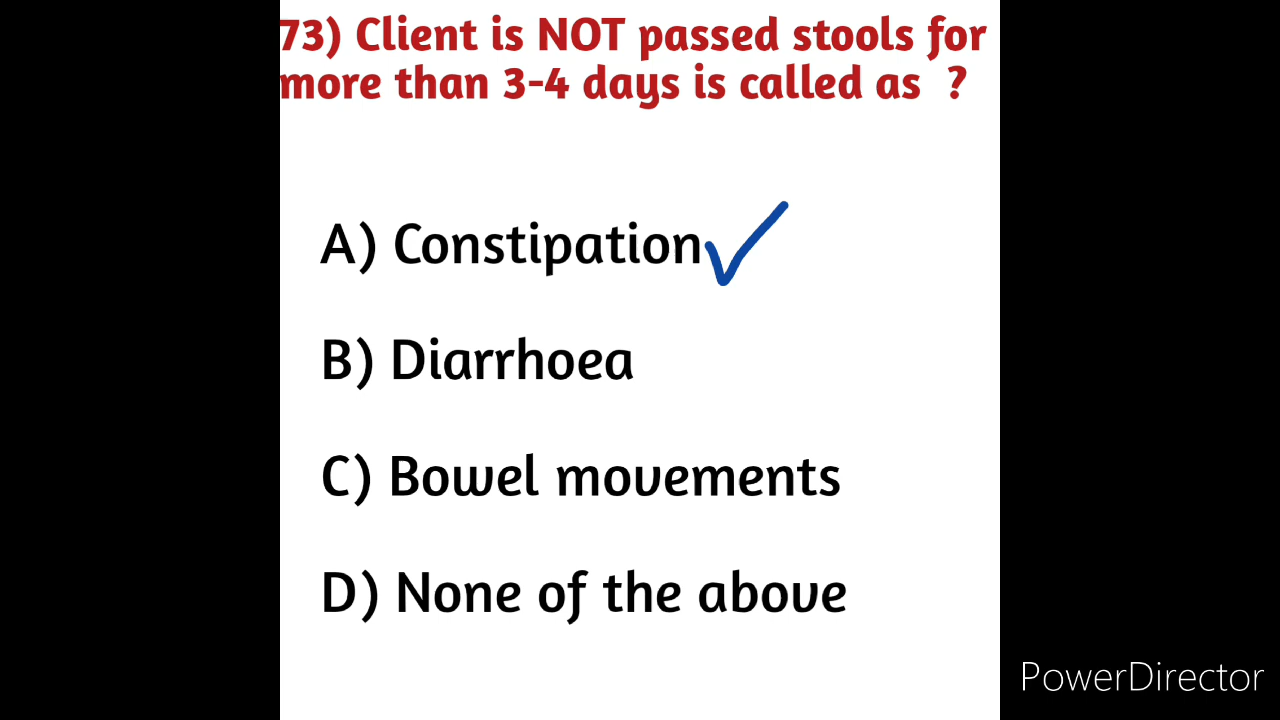 73) Client is NOT passed stools for
more than 3-4 days is called as ?
A) Constipation
B) Diarrhoea
C) Bowel movements
D) None of the above
PowerDirector